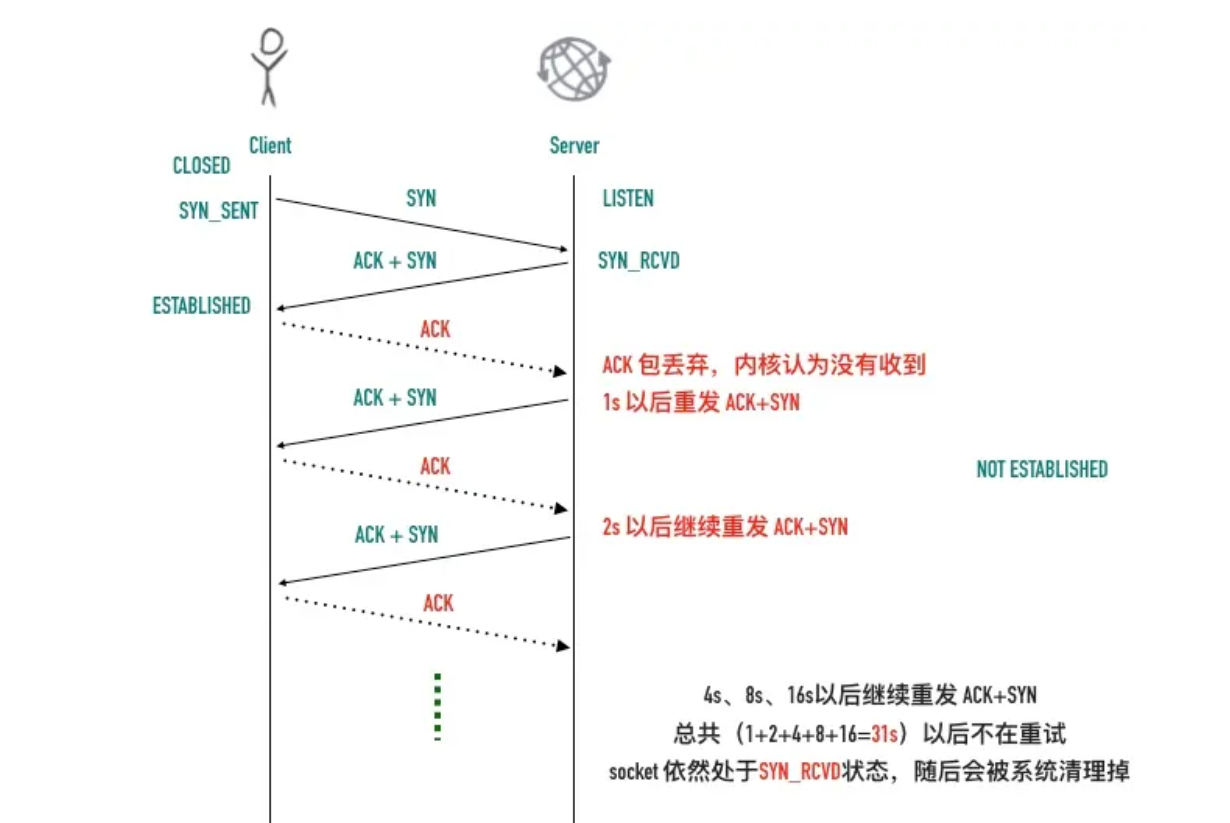 Client
Server
CLOSED
SYN
LISTEN
SYN_SENT
ACK + SYN
SYN_RCVD
ESTABLISHED
ACK
ACK 包丢弃，内核认为没有收到
ACK + SYN
1s 以后重发 ACK+SYN
ACK
NOT ESTABLISHED
2s 以后继续重发 ACK+SYN
ACK + SYN
ACK
4s、8s、16s以后继续重发 ACK+SYN
总共（1+2+4+8+16=31s）以后不在重试
socket 依然处于SYN_RCVD状态，随后会被系统清理掉